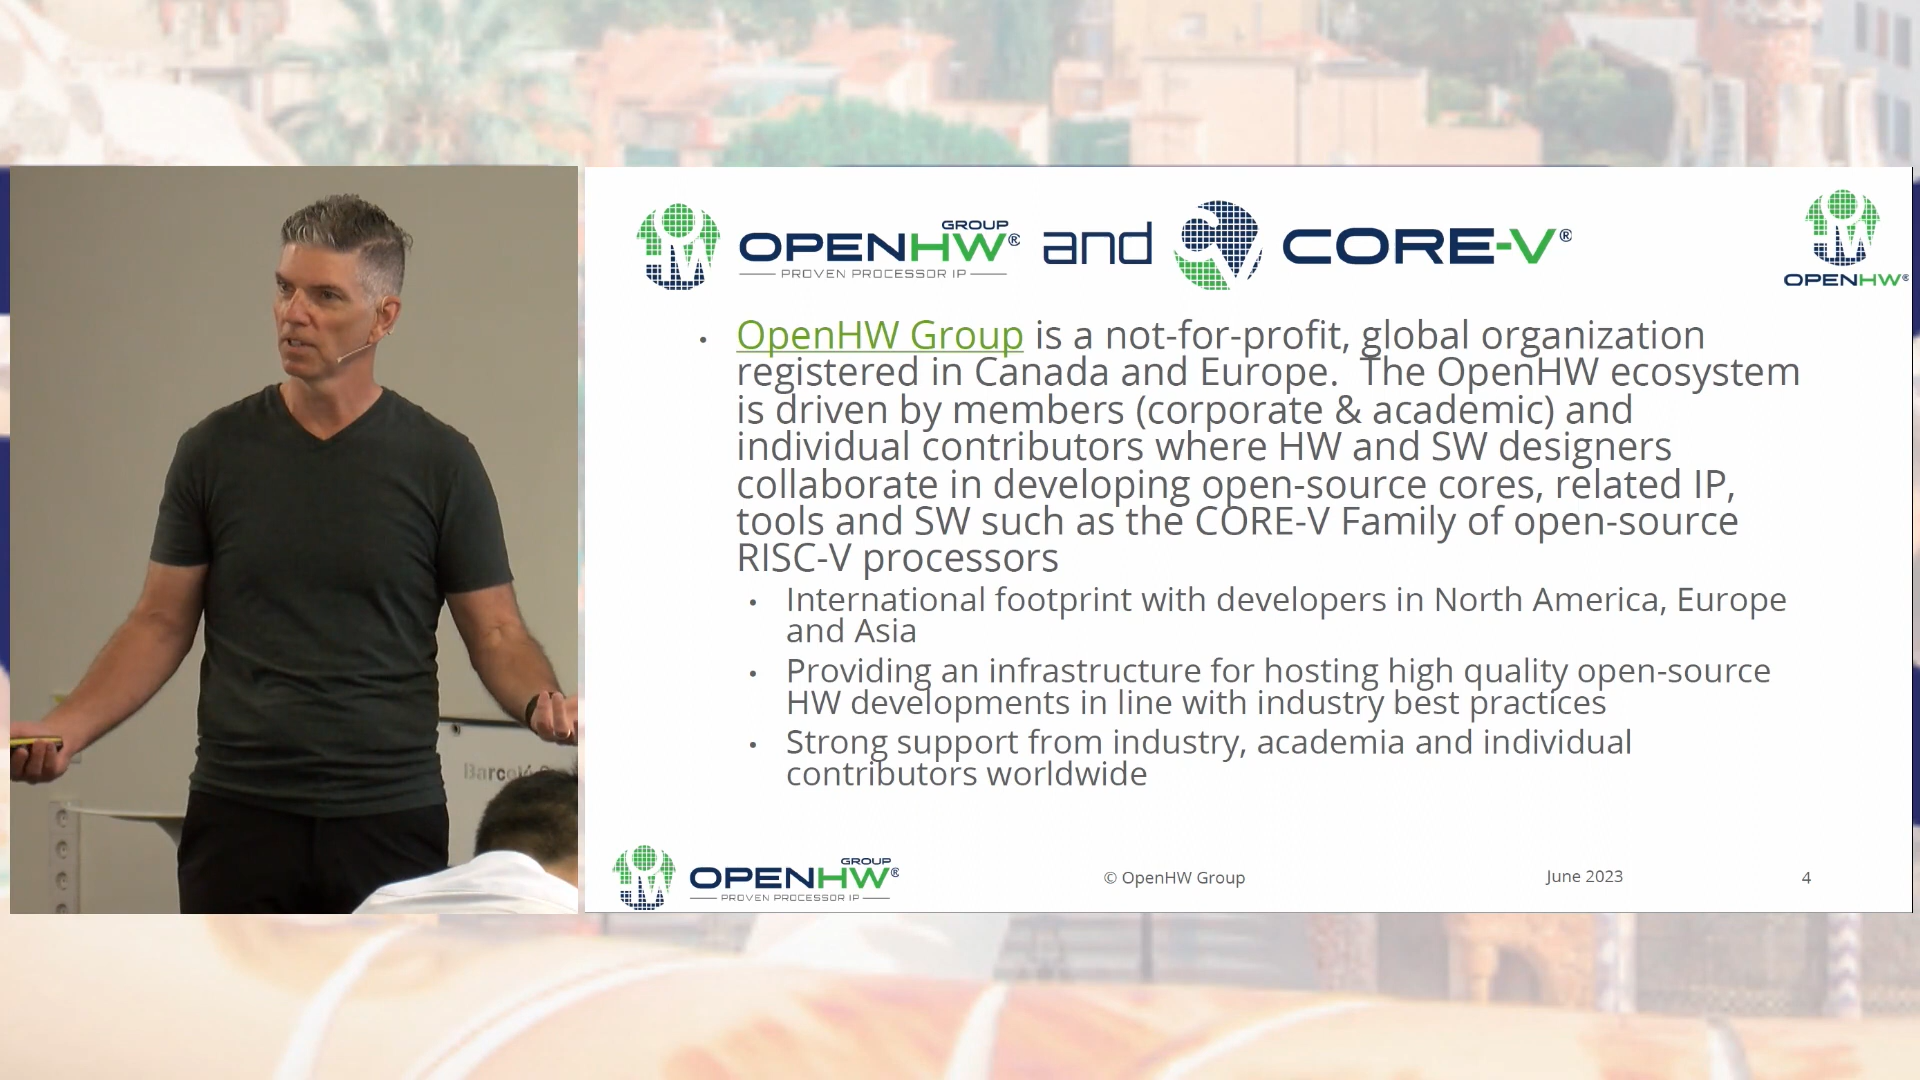 GROUP
OPENHW® and CORE-V®
PROVEN PROCESSOR IP
OPENHW®
• OpenHW Group is a not-for-profit, global organization
registered in Canada and Europe.  The OpenHW ecosystem
is driven by members (corporate & academic) and
individual contributors where HW and SW designers
collaborate in developing open-source cores, related IP,
tools and SW such as the CORE-V Family of open-source
RISC-V processors
• International footprint with developers in North America, Europe
and Asia
• Providing an infrastructure for hosting high quality open-source
HW developments in line with industry best practices
• Strong support from industry, academia and individual
contributors worldwide
GROUP
OPENHW®
PROVEN PROCESSOR IP
© OpenHW Group
June 2023
4